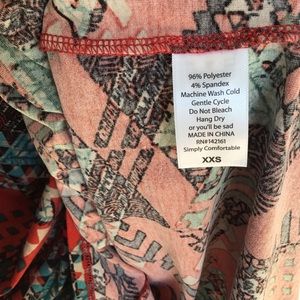 96% Polyester
4% Spandex
Machine Wash Cold
Gentle Cycle
Do Not Bleach
Hang Dry
or you'll be sad
MADE IN CHINA
RN#142161
Simply Comfortable
XXS